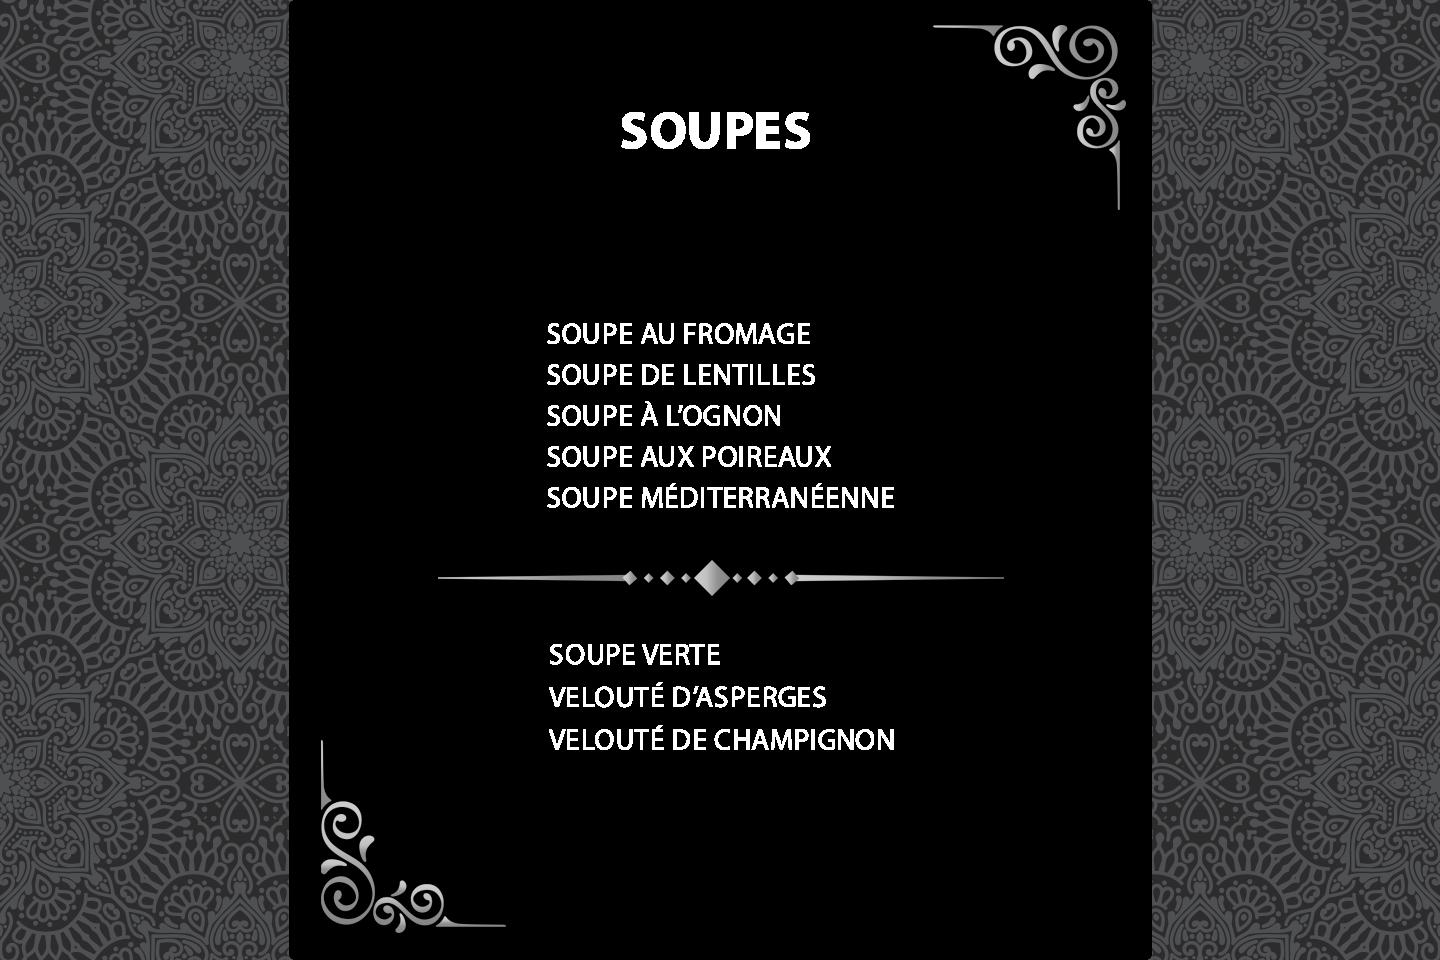 SOUPES
SOUPE AU FROMAGE
SOUPE DE LENTILLES
SOUPE À L’OGNON
SOUPE AUX POIREAUX
SOUPE MÉDITERRANÉENNE
SOUPE VERTE
VELOUTÉ D’ASPERGES
VELOUTÉ DE CHAMPIGNON